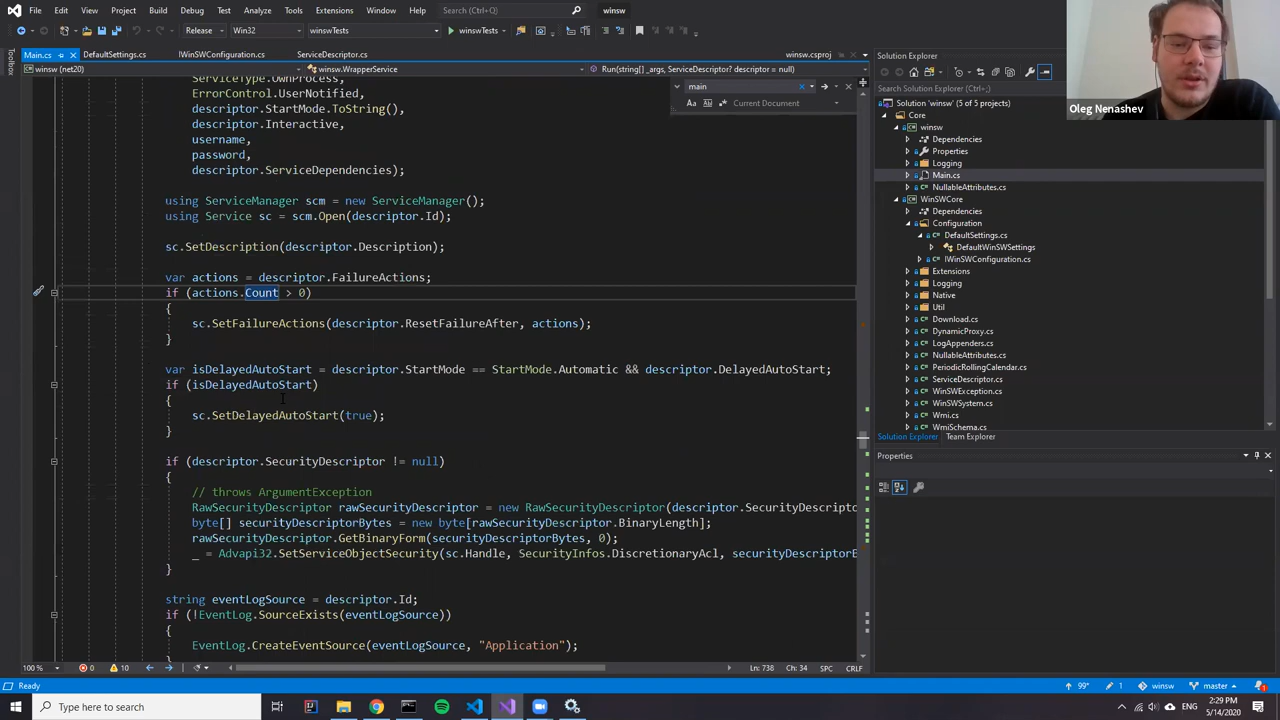 File Edit View Project Build Debug Test Analyze Tools Extensions Window Help Search (Ctrl+Q) winsw
Release Win32 winswTests winswTests
Main.cs DefaultSettings.cs IWinSWConfiguration.cs ServiceDescriptor.cs winsw.csproj
winsw (net20) winsw.WrapperService Run(string[] _args, ServiceDescriptor? descriptor = null)
main
Aa Current Document
ServiceType.OwnProcess,
ErrorControl.UserNotified,
descriptor.StartMode.ToString(),
descriptor.Interactive,
username,
password,
descriptor.ServiceDependencies);
using ServiceManager scm = new ServiceManager();
using Service sc = scm.Open(descriptor.Id);
sc.SetDescription(descriptor.Description);
var actions = descriptor.FailureActions;
if (actions.Count > 0)
{
sc.SetFailureActions(descriptor.ResetFailureAfter, actions);
}
var isDelayedAutoStart = descriptor.StartMode == StartMode.Automatic && descriptor.DelayedAutoStart;
if (isDelayedAutoStart)
{
sc.SetDelayedAutoStart(true);
}
if (descriptor.SecurityDescriptor != null)
{
// throws ArgumentException
RawSecurityDescriptor rawSecurityDescriptor = new RawSecurityDescriptor(descriptor.SecurityDescripto
byte[] securityDescriptorBytes = new byte[rawSecurityDescriptor.BinaryLength];
rawSecurityDescriptor.GetBinaryForm(securityDescriptorBytes, 0);
_ = Advapi32.SetServiceObjectSecurity(sc.Handle, SecurityInfos.DiscretionaryAcl, securityDescriptorB
}
string eventLogSource = descriptor.Id;
if (!EventLog.SourceExists(eventLogSource))
{
EventLog.CreateEventSource(eventLogSource, "Application");
100 % 0 10 Ln: 738 Ch: 34 SPC CRLF
Toolbox
Solution Explorer
Search Solution Explorer (Ctrl+;)
Oleg Nenashev
Solution 'winsw' (5 of 5 projects)
Core
winsw
Dependencies
Properties
Logging
Main.cs
NullableAttributes.cs
WinSWCore
Dependencies
Configuration
DefaultSettings.cs
DefaultWinSWSettings
IWinSWConfiguration.cs
Extensions
Logging
Native
Util
Download.cs
DynamicProxy.cs
LogAppenders.cs
NullableAttributes.cs
PeriodicRollingCalendar.cs
ServiceDescriptor.cs
WinSWException.cs
WinSWSystem.cs
Wmi.cs
WmiSchema.cs
Solution Explorer Team Explorer
Properties
Ready 99* 1 winsw master 1
Type here to search ENG 2:29 PM
5/14/2020